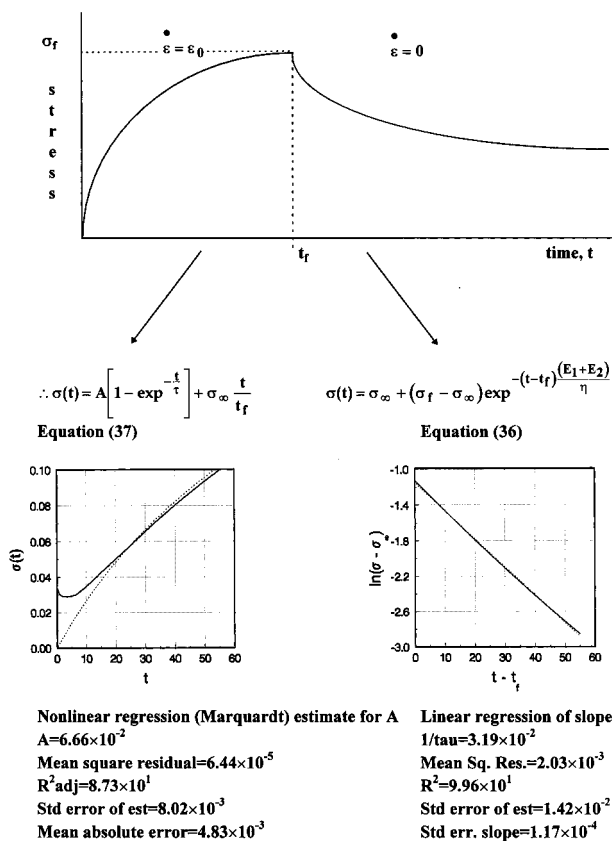 σf
ε̇ = ε0
ε̇ = 0
stress
tf
time, t
∴ σ(t) = A[1 − exp^(−t/τ)] + σ∞ t/tf
σ(t) = σ∞ + (σf − σ∞) exp^(−(t−tf)(E1+E2)/η)
Equation (37)
Equation (36)
0.10
0.08
0.06
0.04
0.02
0.00
σ(t)
0 10 20 30 40 50 60
t
-1.0
-1.4
-1.8
-2.2
-2.6
-3.0
ln(σ - σ∞)
0 10 20 30 40 50 60
t - tf
Nonlinear regression (Marquardt) estimate for A
A=6.66×10⁻²
Mean square residual=6.44×10⁻⁵
R²adj=8.73×10¹
Std error of est=8.02×10⁻³
Mean absolute error=4.83×10⁻³
Linear regression of slope
1/tau=3.19×10⁻²
Mean Sq. Res.=2.03×10⁻³
R²=9.96×10¹
Std error of est=1.42×10⁻²
Std err. slope=1.17×10⁻⁴